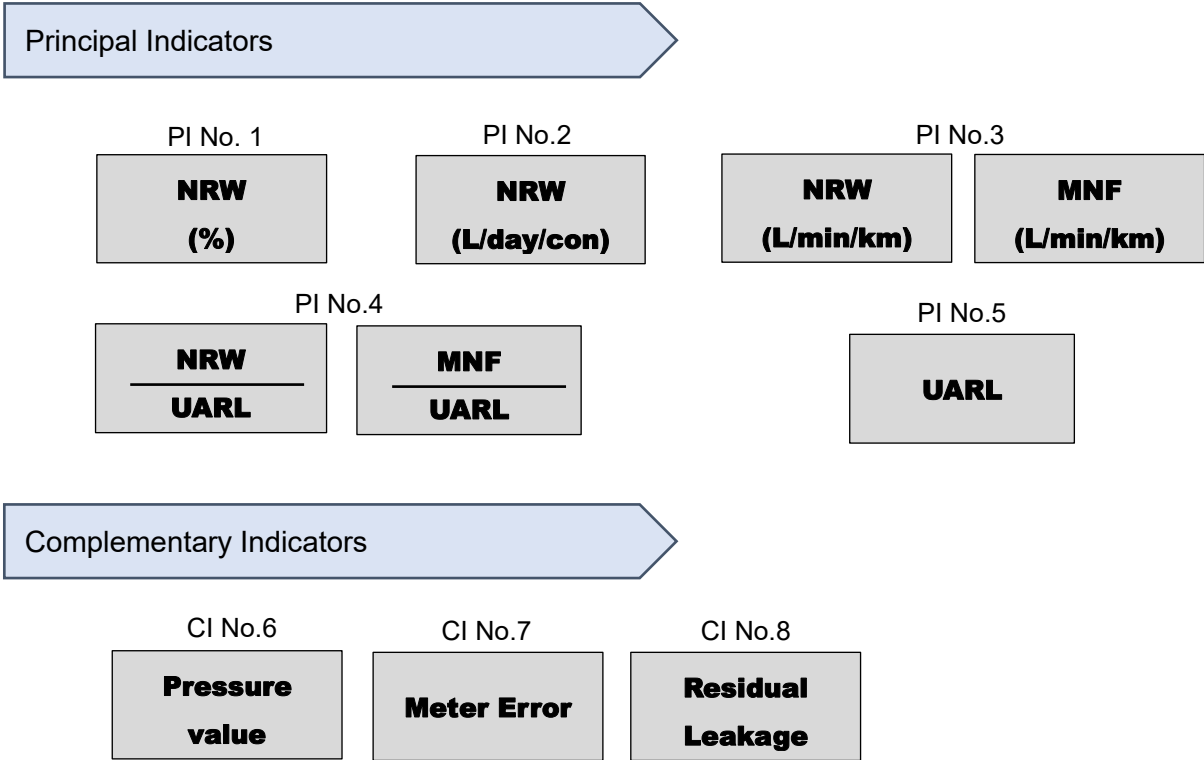 Principal Indicators
PI No. 1
PI No.2
PI No.3
NRW
(%)
NRW
(L/day/con)
NRW
(L/min/km)
MNF
(L/min/km)
PI No.4
PI No.5
NRW
UARL
MNF
UARL
UARL
Complementary Indicators
CI No.6
CI No.7
CI No.8
Pressure
value
Meter Error
Residual
Leakage